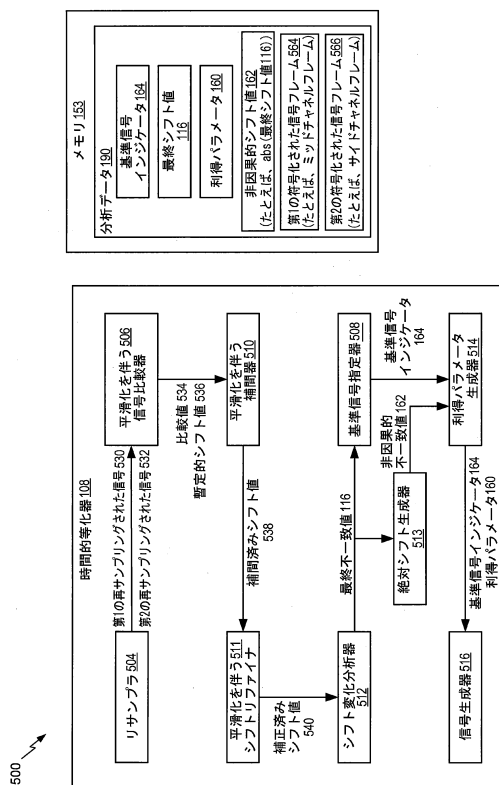 500
時間的等化器 108
リサンプラ 504
第1の再サンプリングされた信号 530
第2の再サンプリングされた信号 532
平滑化を伴う 506
信号比較器
比較値 534
暫定的シフト値 536
平滑化を伴う
補間器 510
補間済みシフト値
538
平滑化を伴う 511
シフトリファイナ
補正済み
シフト値
540
シフト変化分析器
512
最終不一致値 116
基準信号指定器 508
絶対シフト生成器
513
非因果的
不一致値 162
基準信号
インジケータ
164
利得パラメータ
生成器 514
基準信号インジケータ 164
利得パラメータ 160
信号生成器 516
メモリ 153
分析データ 190
基準信号
インジケータ 164
最終シフト値
116
利得パラメータ 160
非因果的シフト値 162
(たとえば、abs(最終シフト値 116))
第1の符号化された信号フレーム 564
(たとえば、ミッドチャネルフレーム)
第2の符号化された信号フレーム 566
(たとえば、サイドチャネルフレーム)